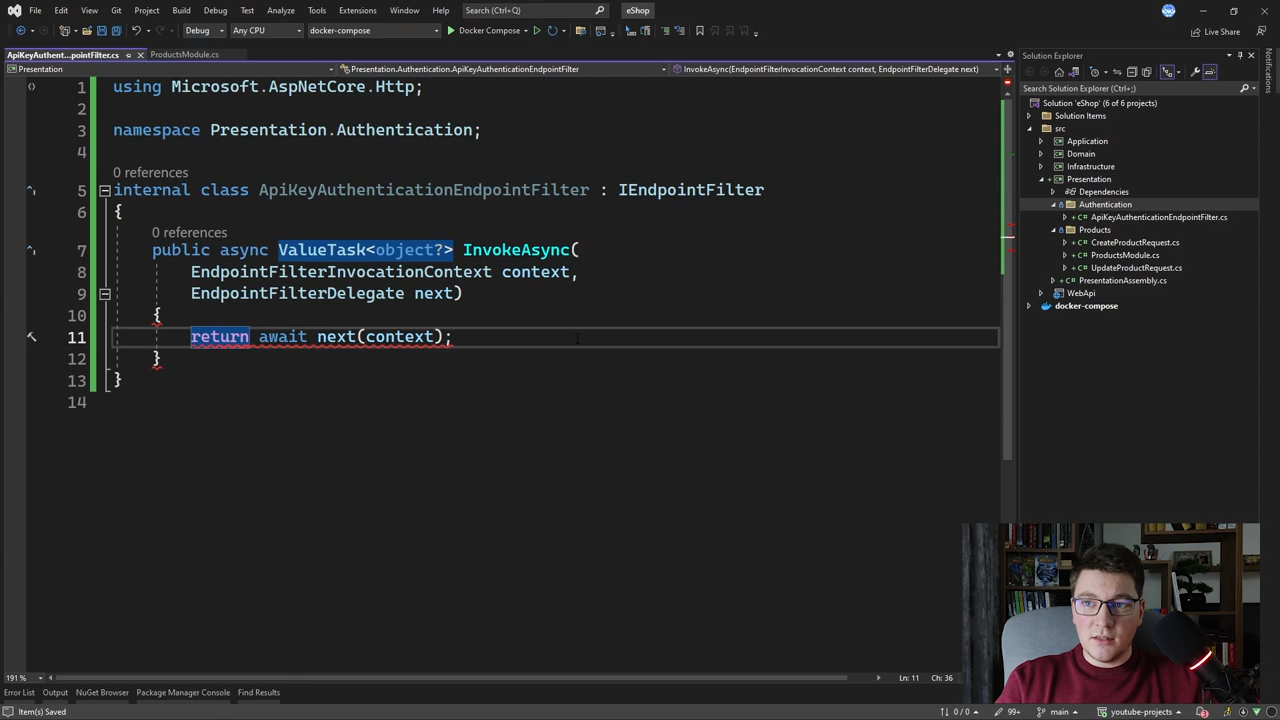 File Edit View Git Project Build Debug Test Analyze Tools Extensions Window Help Search (Ctrl+Q) eShop
Debug Any CPU docker-compose Docker Compose Live Share
ApiKeyAuthent...pointFilter.cs ProductsModule.cs
Presentation Presentation.Authentication.ApiKeyAuthenticationEndpointFilter InvokeAsync(EndpointFilterInvocationContext context, EndpointFilterDelegate next)
1 using Microsoft.AspNetCore.Http;
2
3 namespace Presentation.Authentication;
4
0 references
5 internal class ApiKeyAuthenticationEndpointFilter : IEndpointFilter
6 {
0 references
7 public async ValueTask<object?> InvokeAsync(
8 EndpointFilterInvocationContext context,
9 EndpointFilterDelegate next)
10 {
11 return await next(context);
12 }
13 }
14
Solution Explorer
Search Solution Explorer (Ctrl+;)
Solution 'eShop' (6 of 6 projects)
Solution Items
src
Application
Domain
Infrastructure
Presentation
Dependencies
Authentication
ApiKeyAuthenticationEndpointFilter.cs
Products
CreateProductRequest.cs
ProductsModule.cs
UpdateProductRequest.cs
PresentationAssembly.cs
WebApi
docker-compose
Notifications
191 % Ln: 11 Ch: 36
Error List Output NuGet Browser Package Manager Console Find Results
Item(s) Saved 0 / 0 99+ main youtube-projects